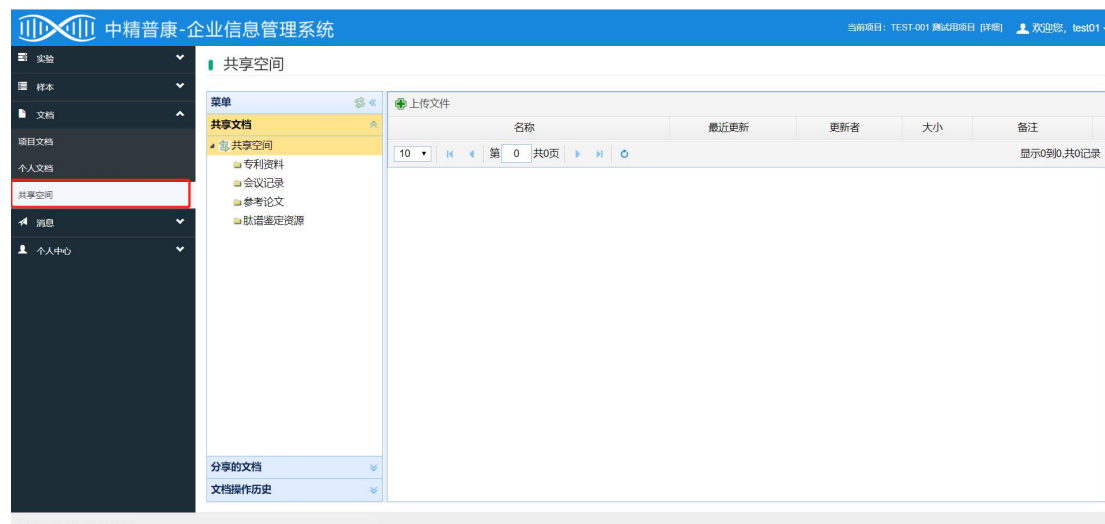 中精普康-企业信息管理系统
当前项目: TEST-001 测试用项目 [详细] 欢迎您, test01
实验
样本
文档
项目文档
个人文档
共享空间
消息
个人中心
共享空间
菜单
共享文档
共享空间
专利资料
会议记录
参考论文
肽谱鉴定资源
分享的文档
文档操作历史
上传文件
名称 最近更新 更新者 大小 备注
10 第 0 共0页 显示0到0,共0记录